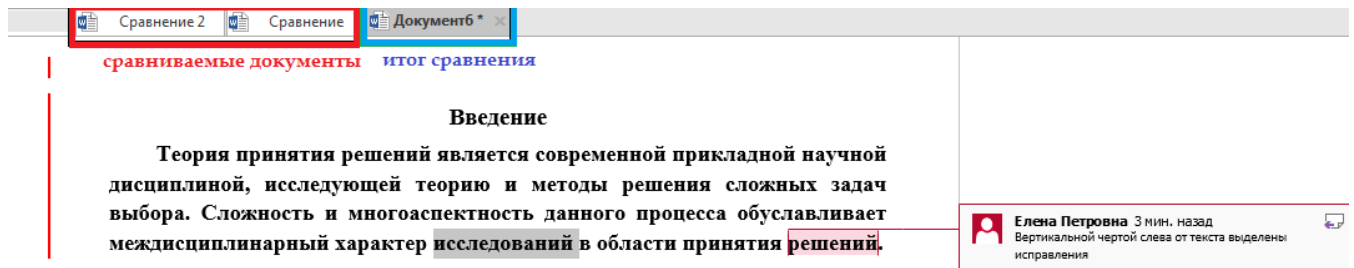 Сравнение 2 Сравнение Документ6 *
сравниваемые документы итог сравнения
Введение
Теория принятия решений является современной прикладной научной
дисциплиной, исследующей теорию и методы решения сложных задач
выбора. Сложность и многоаспектность данного процесса обуславливает
междисциплинарный характер исследований в области принятия решений.
Елена Петровна 3 мин. назад
Вертикальной чертой слева от текста выделены
исправления